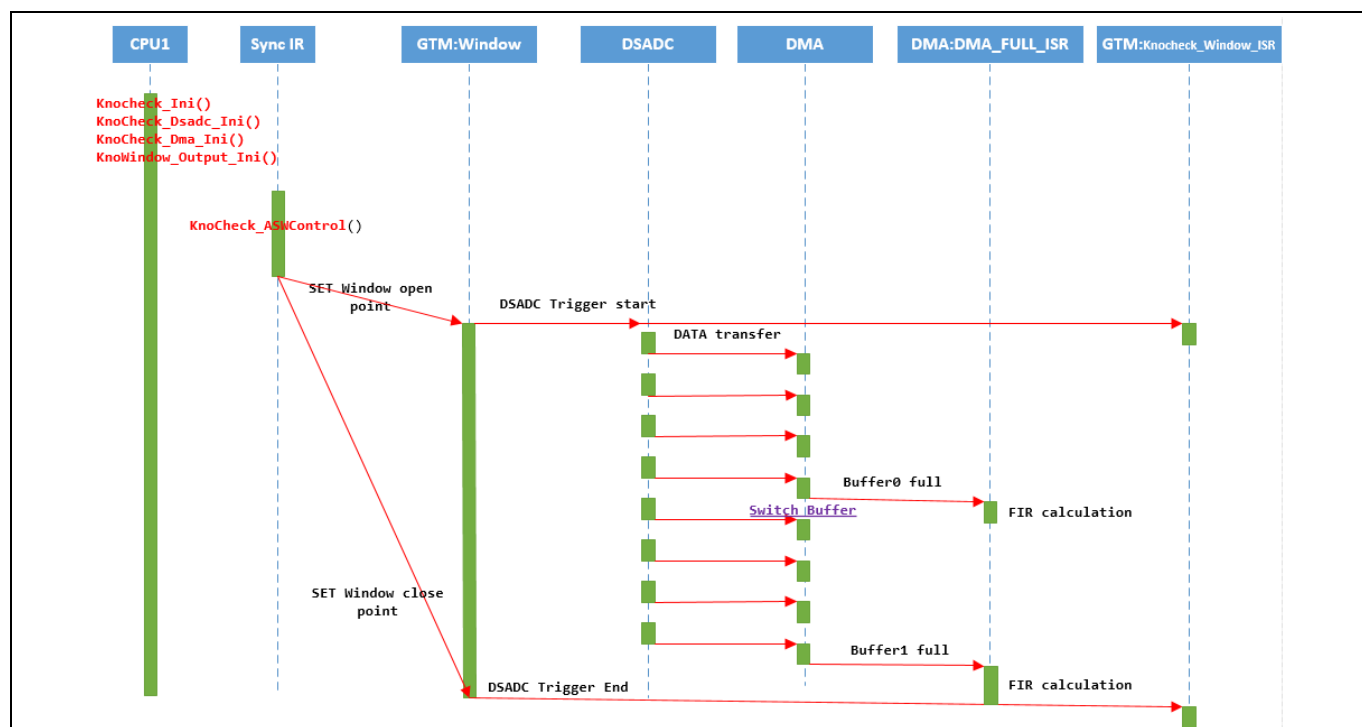 CPU1
Sync IR
GTM:Window
DSADC
DMA
DMA:DMA_FULL_ISR
GTM:Knocheck_Window_ISR
Knocheck_Ini()
KnoCheck_Dsadc_Ini()
KnoCheck_Dma_Ini()
KnoWindow_Output_Ini()
KnoCheck_ASWControl()
SET Window open
point
DSADC Trigger start
DATA transfer
Buffer0 full
Switch Buffer
FIR calculation
SET Window close
point
Buffer1 full
DSADC Trigger End
FIR calculation